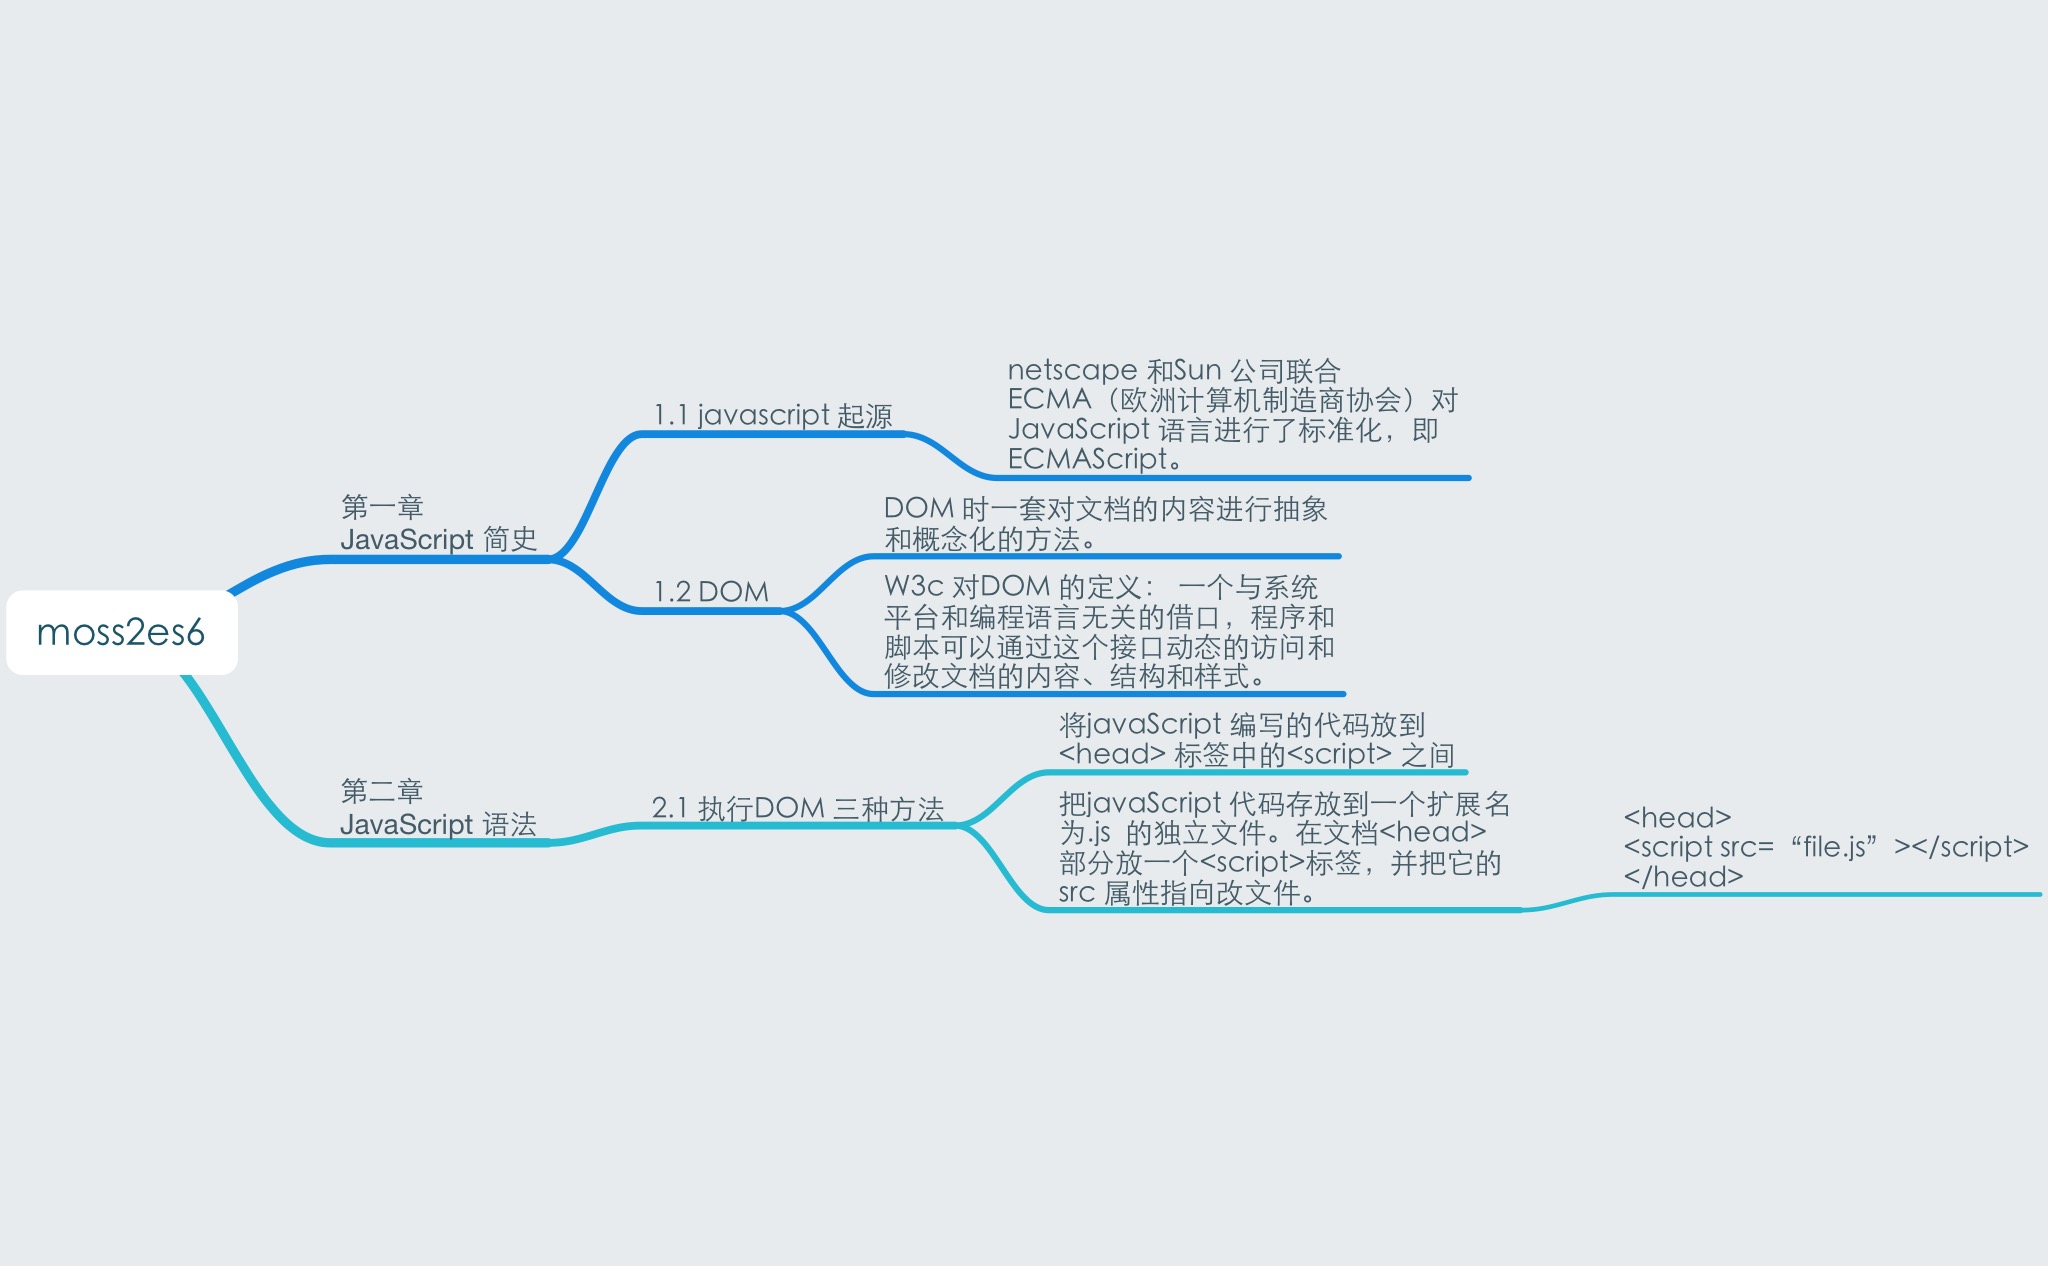 moss2es6
第一章
JavaScript 简史
1.1 javascript 起源
netscape 和Sun 公司联合
ECMA（欧洲计算机制造商协会）对
JavaScript 语言进行了标准化，即
ECMAScript。
1.2 DOM
DOM 时一套对文档的内容进行抽象
和概念化的方法。
W3c 对DOM 的定义： 一个与系统
平台和编程语言无关的借口，程序和
脚本可以通过这个接口动态的访问和
修改文档的内容、结构和样式。
第二章
JavaScript 语法
2.1 执行DOM 三种方法
将javaScript 编写的代码放到
<head> 标签中的<script> 之间
把javaScript 代码存放到一个扩展名
为.js 的独立文件。在文档<head>
部分放一个<script>标签，并把它的
src 属性指向改文件。
<head>
<script src= “file.js” ></script>
</head>